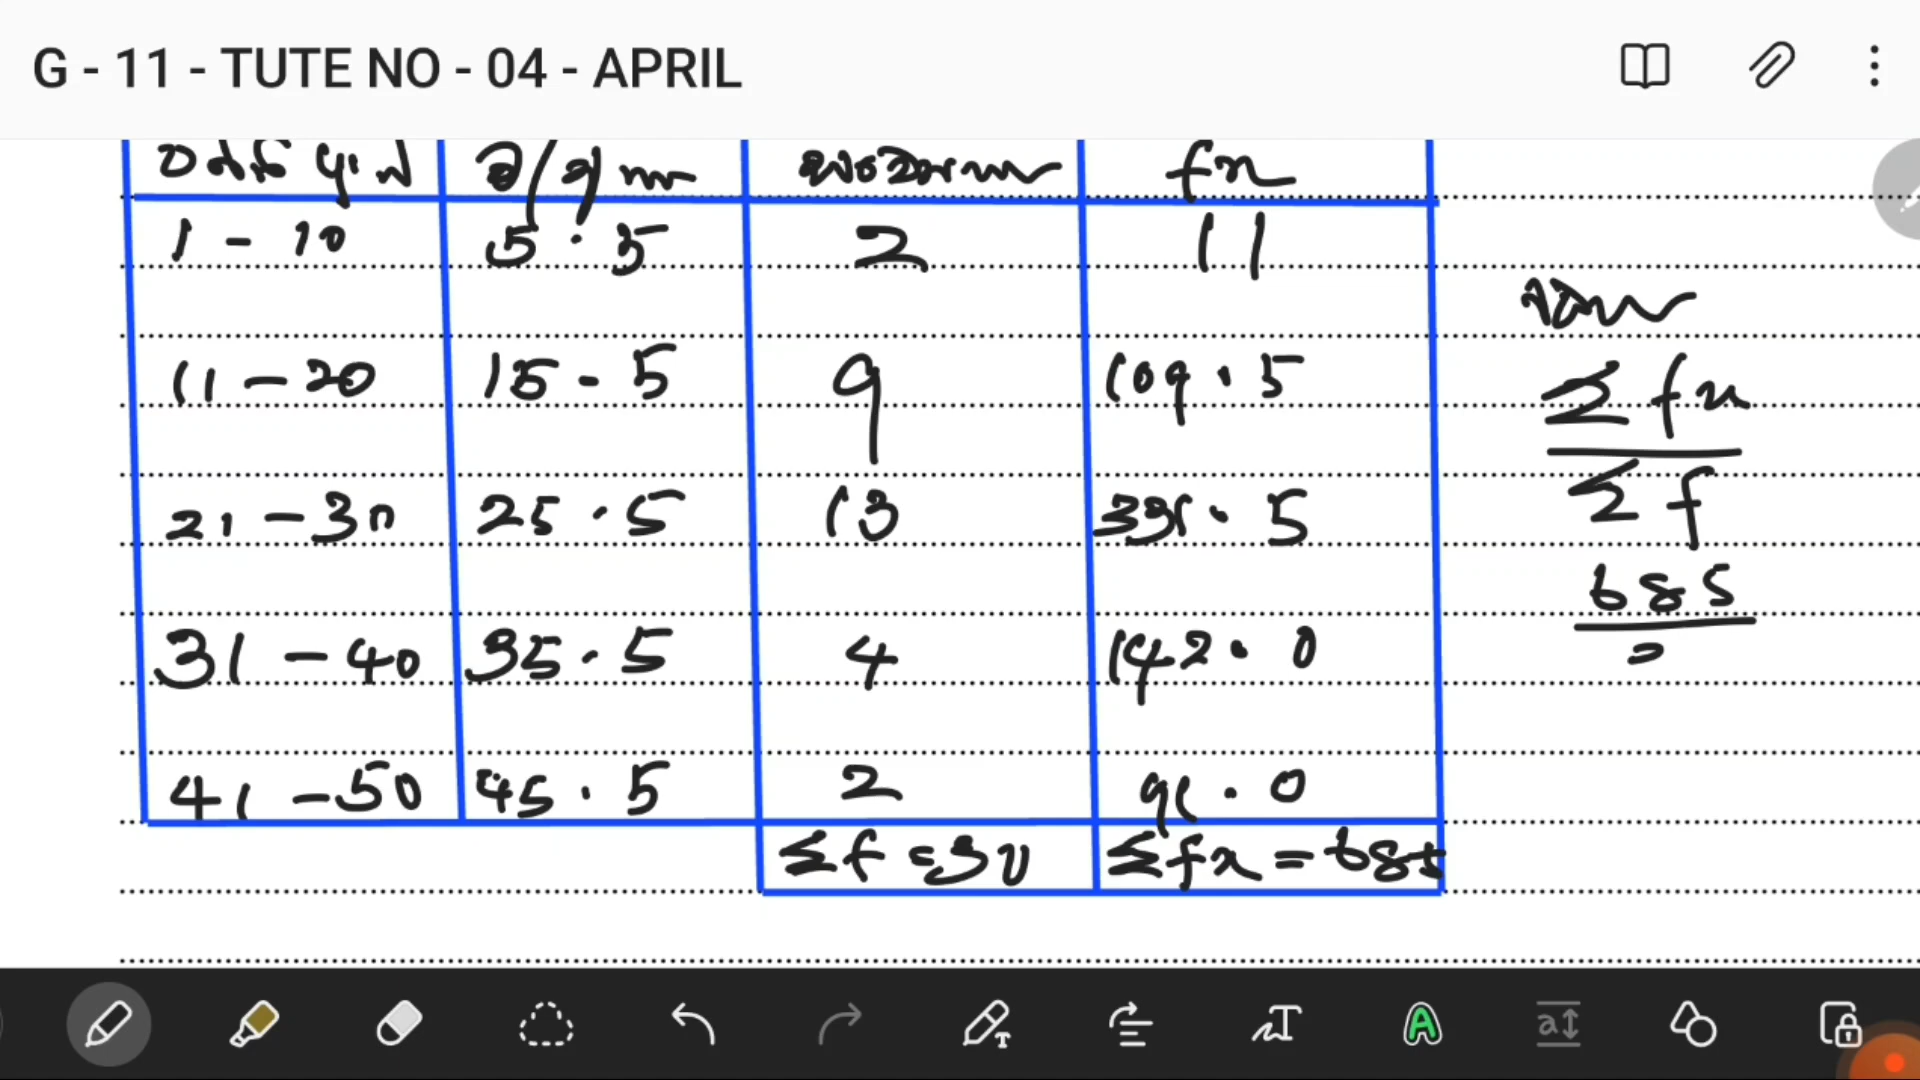 G - 11 - TUTE NO - 04 - APRIL
fx
1 - 10 5.5 2 11
11 - 20 15.5 9 109.5
21 - 30 25.5 13 331.5
31 - 40 35.5 4 142.0
41 - 50 45.5 2 91.0
Σf = 30 Σfx = 685
Σfx
Σf
685